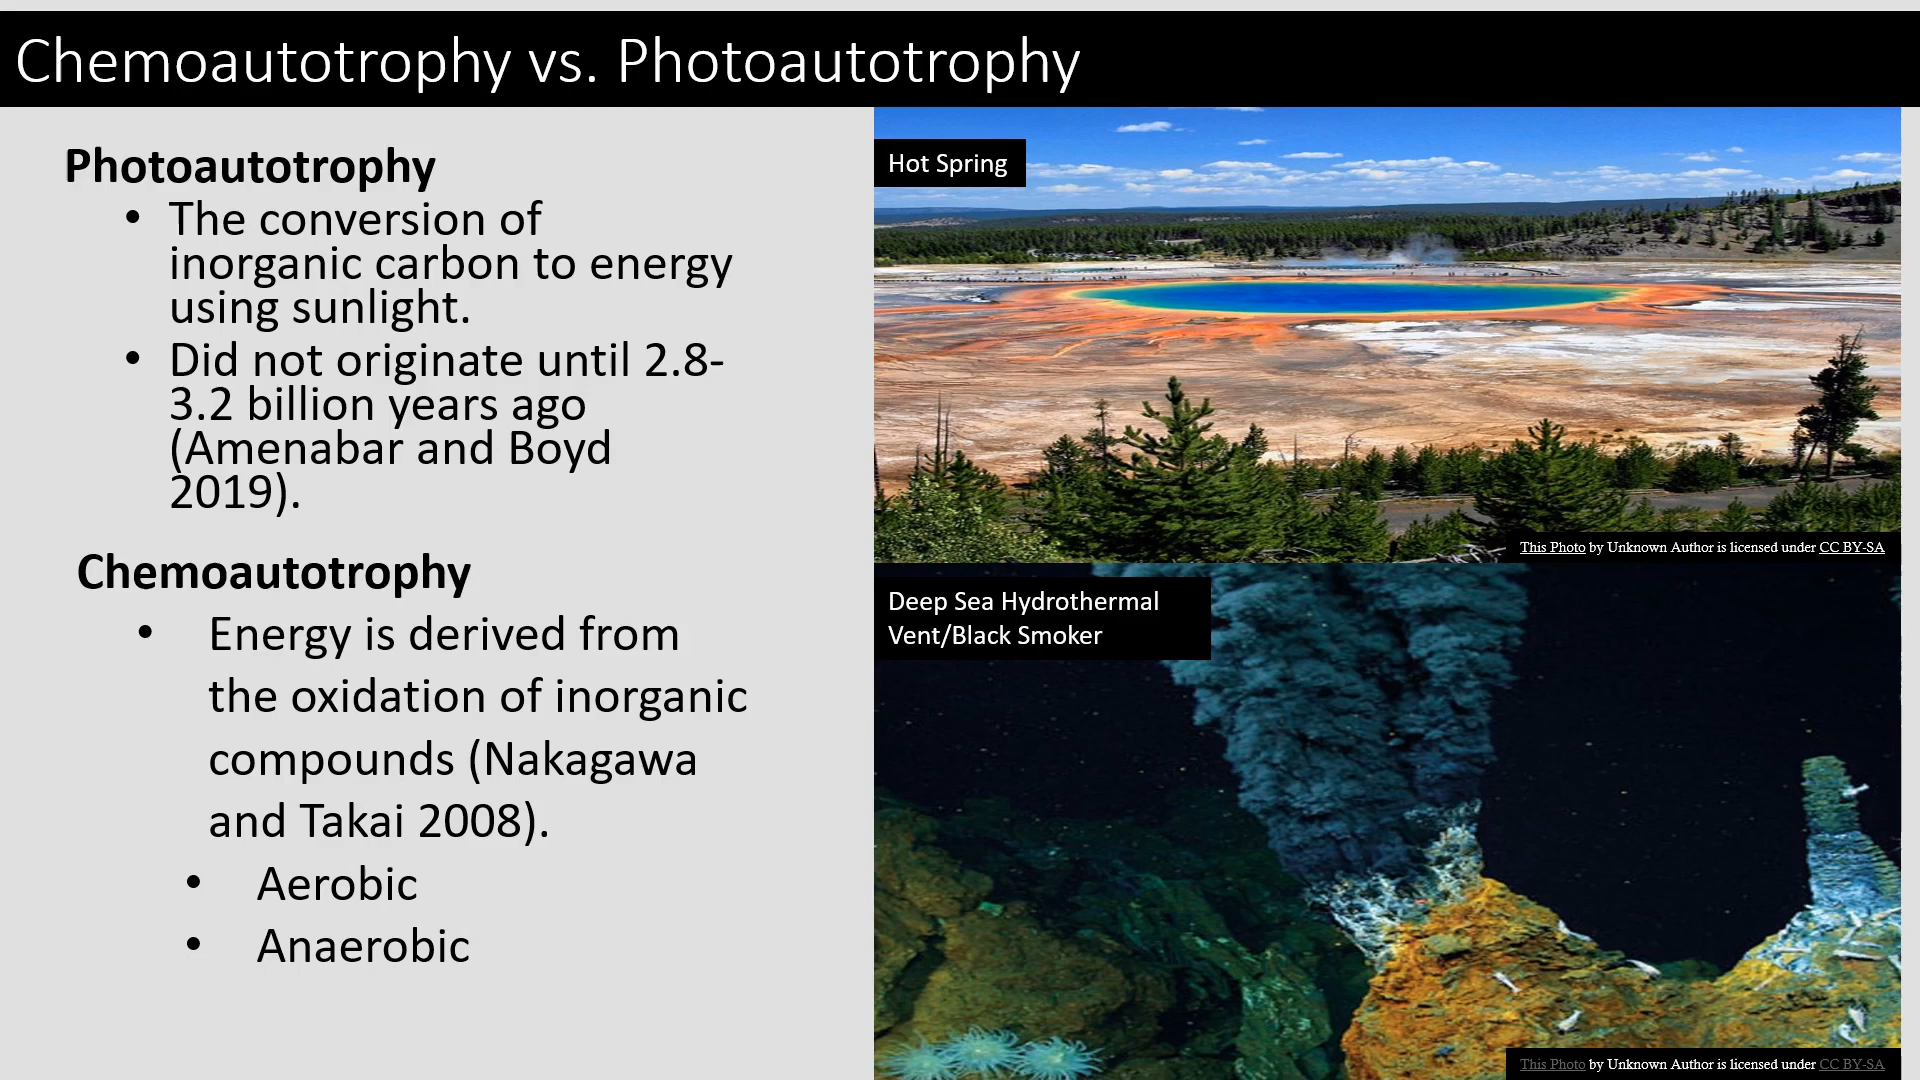 Chemoautotrophy vs. Photoautotrophy
Photoautotrophy
• The conversion of
inorganic carbon to energy
using sunlight.
• Did not originate until 2.8-
3.2 billion years ago
(Amenabar and Boyd
2019).
Chemoautotrophy
• Energy is derived from
the oxidation of inorganic
compounds (Nakagawa
and Takai 2008).
• Aerobic
• Anaerobic
Hot Spring
This Photo by Unknown Author is licensed under CC BY-SA
Deep Sea Hydrothermal
Vent/Black Smoker
This Photo by Unknown Author is licensed under CC BY-SA